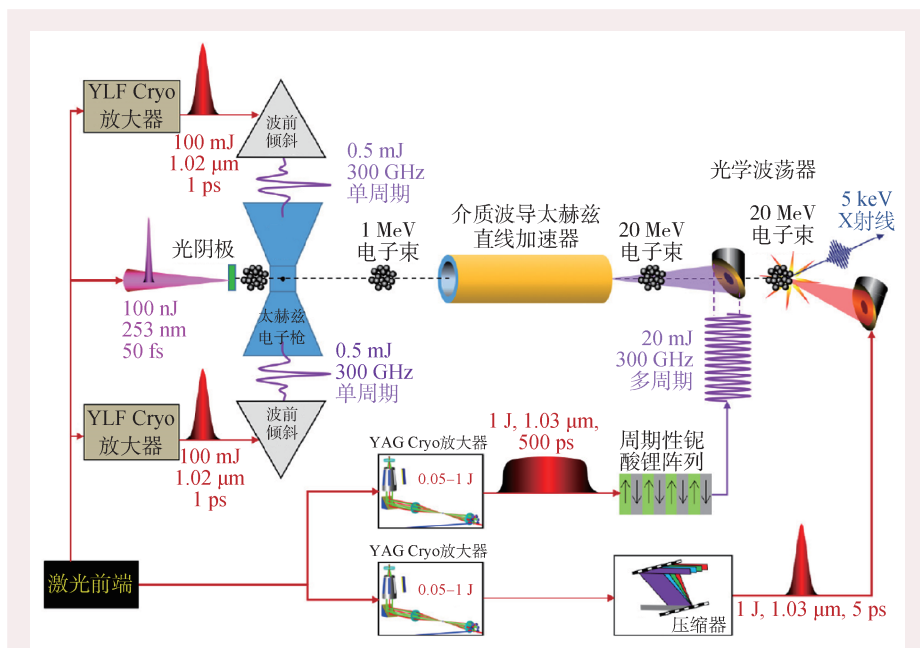 YLF Cryo
放大器
100 mJ
1.02 μm
1 ps
波前
倾斜
0.5 mJ
300 GHz
单周期
光学波荡器
5 keV
X射线
光阴极
1 MeV
电子束
介质波导太赫兹
直线加速器
20 MeV
电子束
20 MeV
电子束
100 nJ
253 nm
50 fs
太赫兹
电子枪
0.5 mJ
300 GHz
单周期
20 mJ
300 GHz
多周期
YLF Cryo
放大器
100 mJ
1.02 μm
1 ps
波前
倾斜
YAG Cryo放大器
0.05–1 J
1 J, 1.03 μm,
500 ps
周期性铌
酸锂阵列
激光前端
YAG Cryo放大器
0.05–1 J
压缩器
1 J, 1.03 μm, 5 ps